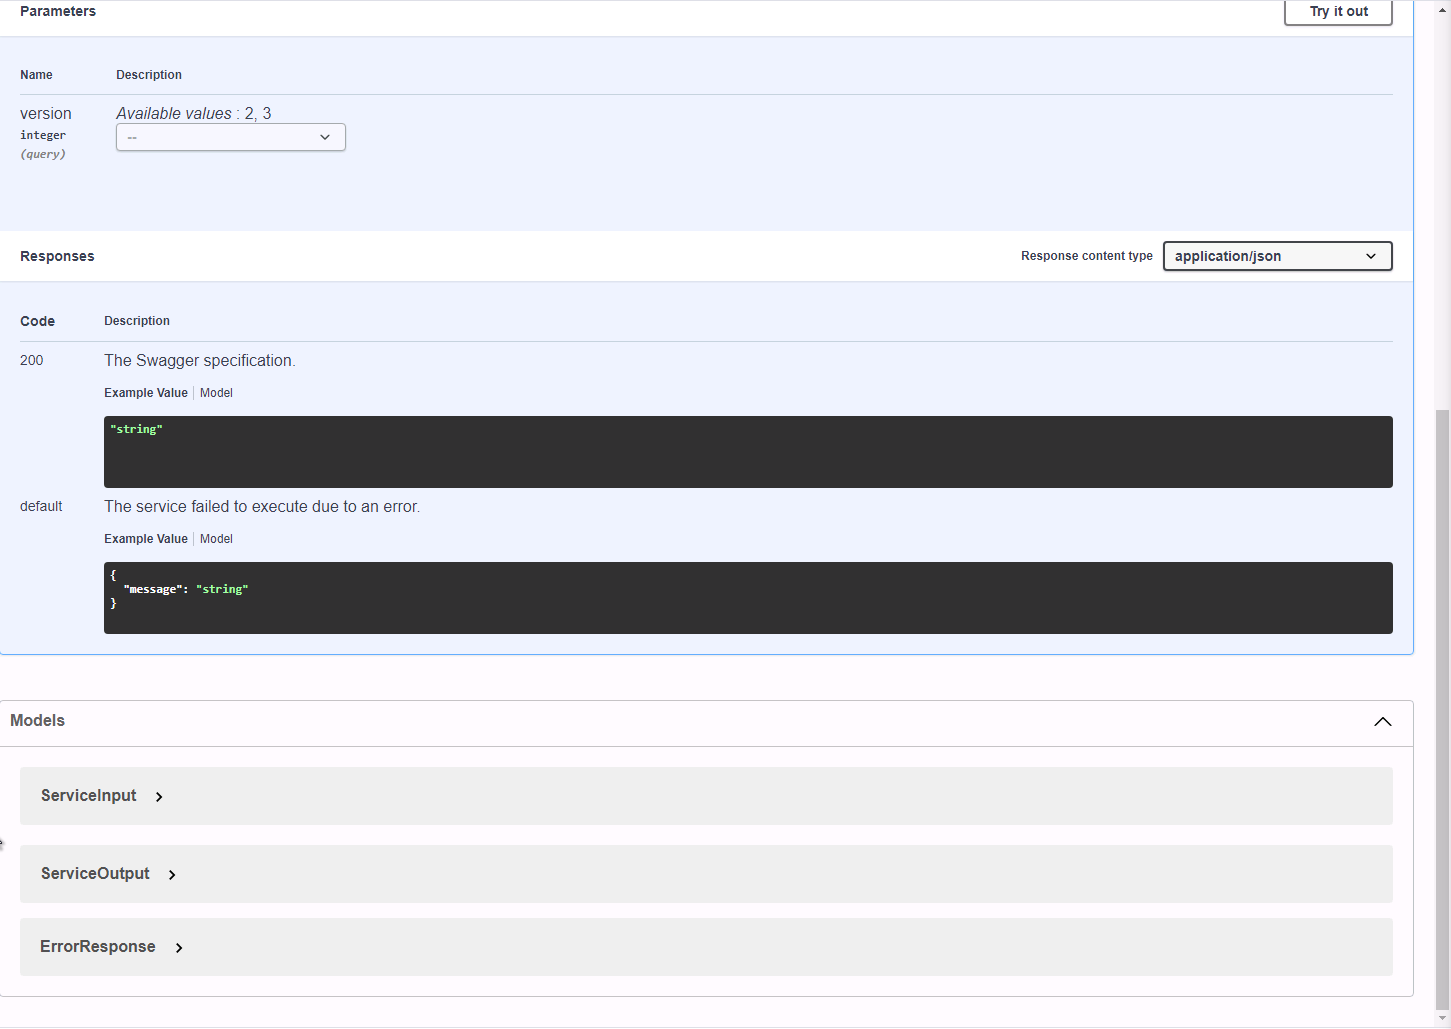 Parameters
Try it out
Name Description
version Available values : 2, 3
integer --
(query)
Responses Response content type application/json
Code Description
200 The Swagger specification.
Example Value Model
"string"
default The service failed to execute due to an error.
Example Value Model
{
"message": "string"
}
Models
ServiceInput
ServiceOutput
ErrorResponse